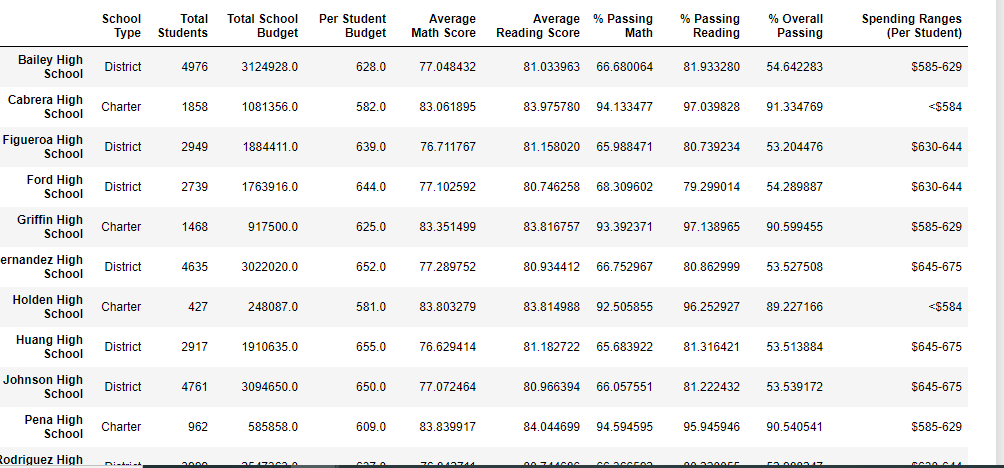 School Total Total School Per Student Average Average % Passing % Passing % Overall Spending Ranges
Type Students Budget Budget Math Score Reading Score Math Reading Passing (Per Student)
Bailey High
School District 4976 3124928.0 628.0 77.048432 81.033963 66.680064 81.933280 54.642283 $585-629
Cabrera High
School Charter 1858 1081356.0 582.0 83.061895 83.975780 94.133477 97.039828 91.334769 <$584
Figueroa High
School District 2949 1884411.0 639.0 76.711767 81.158020 65.988471 80.739234 53.204476 $630-644
Ford High
School District 2739 1763916.0 644.0 77.102592 80.746258 68.309602 79.299014 54.289887 $630-644
Griffin High
School Charter 1468 917500.0 625.0 83.351499 83.816757 93.392371 97.138965 90.599455 $585-629
ernandez High
School District 4635 3022020.0 652.0 77.289752 80.934412 66.752967 80.862999 53.527508 $645-675
Holden High
School Charter 427 248087.0 581.0 83.803279 83.814988 92.505855 96.252927 89.227166 <$584
Huang High
School District 2917 1910635.0 655.0 76.629414 81.182722 65.683922 81.316421 53.513884 $645-675
Johnson High
School District 4761 3094650.0 650.0 77.072464 80.966394 66.057551 81.222432 53.539172 $645-675
Pena High
School Charter 962 585858.0 609.0 83.839917 84.044699 94.594595 95.945946 90.540541 $585-629
Rodriguez High